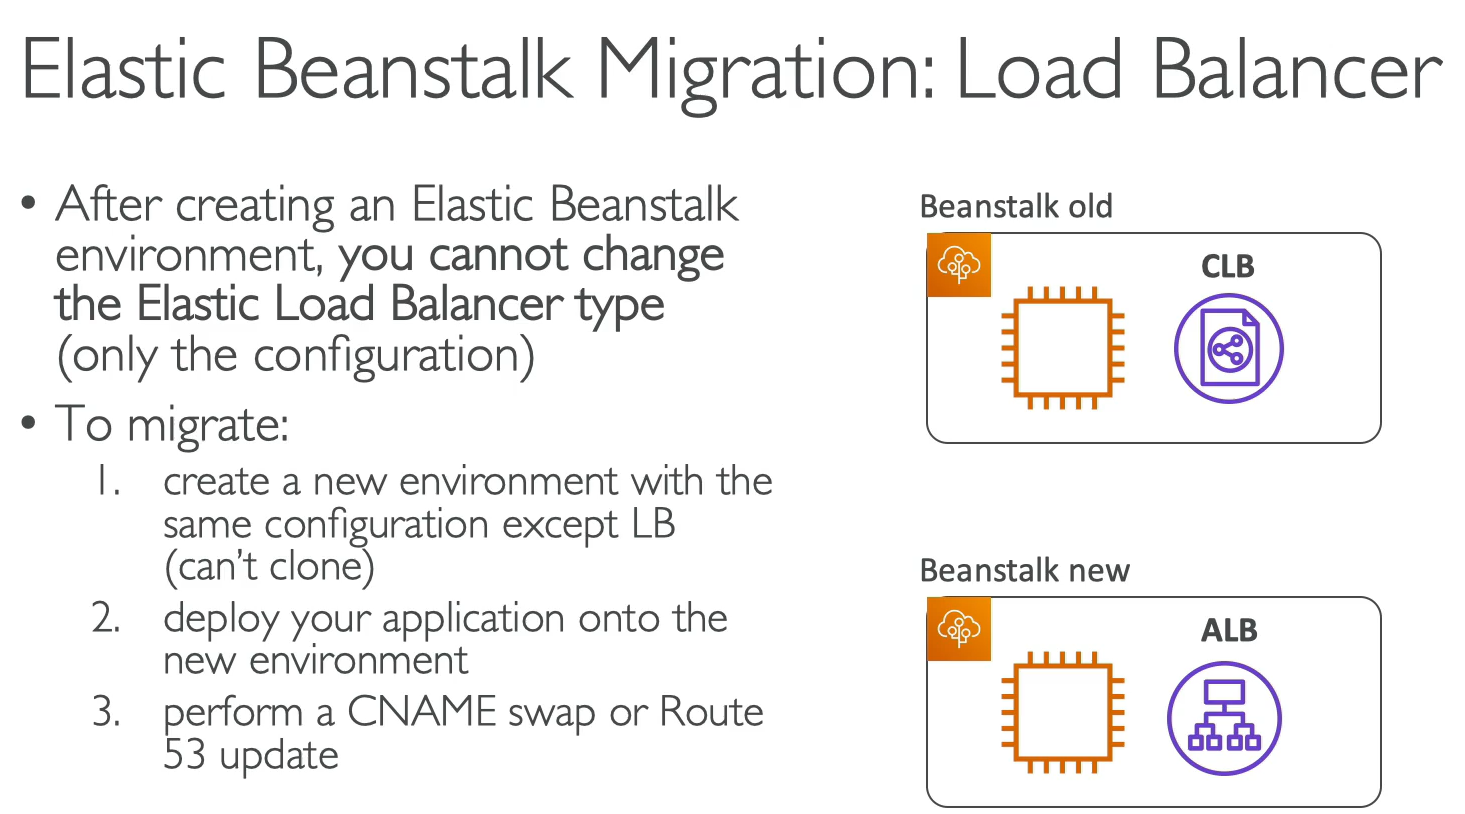 Elastic Beanstalk Migration: Load Balancer
• After creating an Elastic Beanstalk
environment, you cannot change
the Elastic Load Balancer type
(only the configuration)
• To migrate:
1. create a new environment with the
same configuration except LB
(can't clone)
2. deploy your application onto the
new environment
3. perform a CNAME swap or Route
53 update
Beanstalk old
CLB
Beanstalk new
ALB